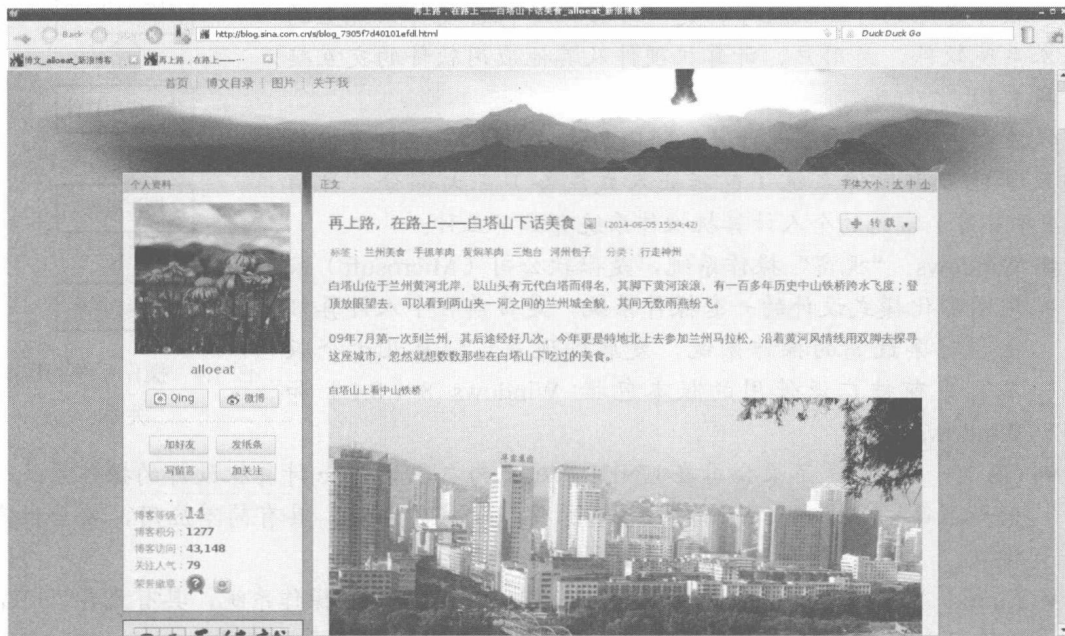 再上路，在路上——白塔山下话美食_alloeat_新浪博客
Back
http://blog.sina.com.cn/s/blog_7305f7d40101efdl.html
Duck Duck Go
博文_alloeat_新浪博客
再上路，在路上——…
首页 | 博文目录 | 图片 | 关于我
个人资料
alloeat
Qing 微博
加好友 发纸条
写留言 加关注
博客等级：14
博客积分：1277
博客访问：43,148
关注人气：79
荣誉徽章：
正文 字体大小：大 中 小
再上路，在路上——白塔山下话美食 (2014-06-05 15:54:42)
转载
标签： 兰州美食 手抓羊肉 黄焖羊肉 三炮台 河州包子 分类： 行走神州
白塔山位于兰州黄河北岸，以山头有元代白塔而得名，其脚下黄河滚滚，有一百多年历史中山铁桥跨水飞度；登
顶放眼望去，可以看到两山夹一河之间的兰州城全貌，其间无数雨燕纷飞。
09年7月第一次到兰州，其后途经好几次，今年更是特地北上去参加兰州马拉松，沿着黄河风情线用双脚去探寻
这座城市，忽然就想数数那些在白塔山下吃过的美食。
白塔山上看中山铁桥